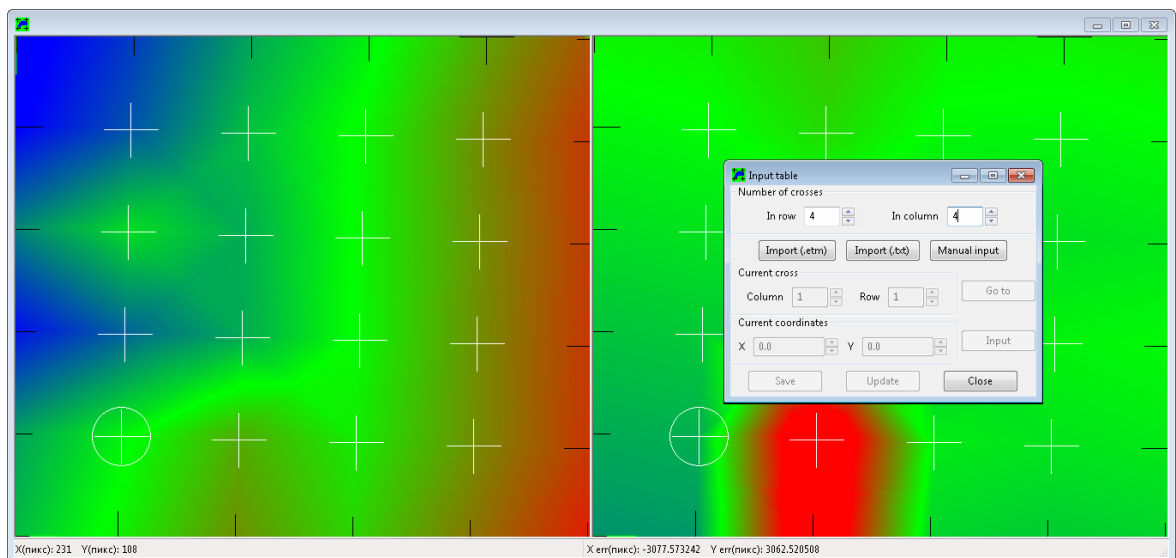 Input table
Number of crosses
In row 4 In column 4
Import (.etm) Import (.txt) Manual input
Current cross
Column 1 Row 1 Go to
Current coordinates
X 0.0 Y 0.0 Input
Save Update Close
X(пикс): 231 Y(пикс): 108 X err(пикс): -3077.573242 Y err(пикс): 3062.520508